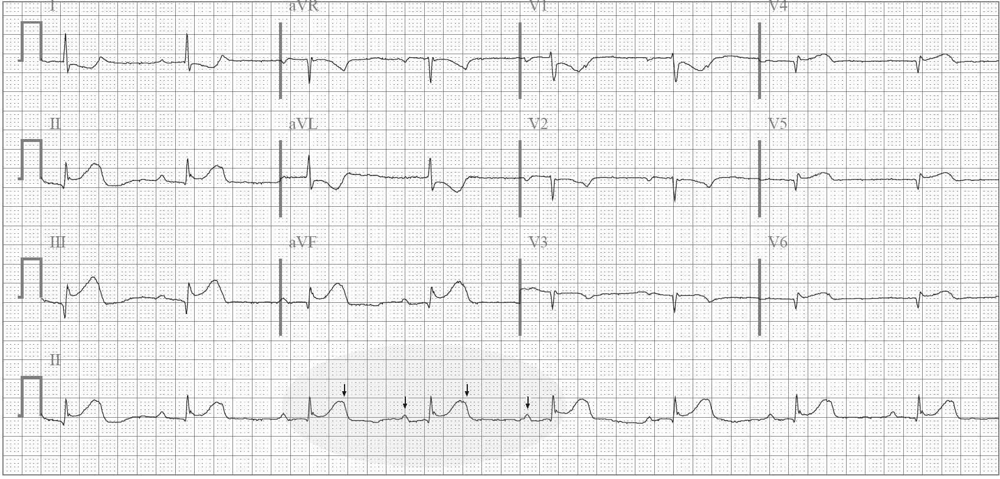 I aVR V1 V4
II aVL V2 V5
III aVF V3 V6
II